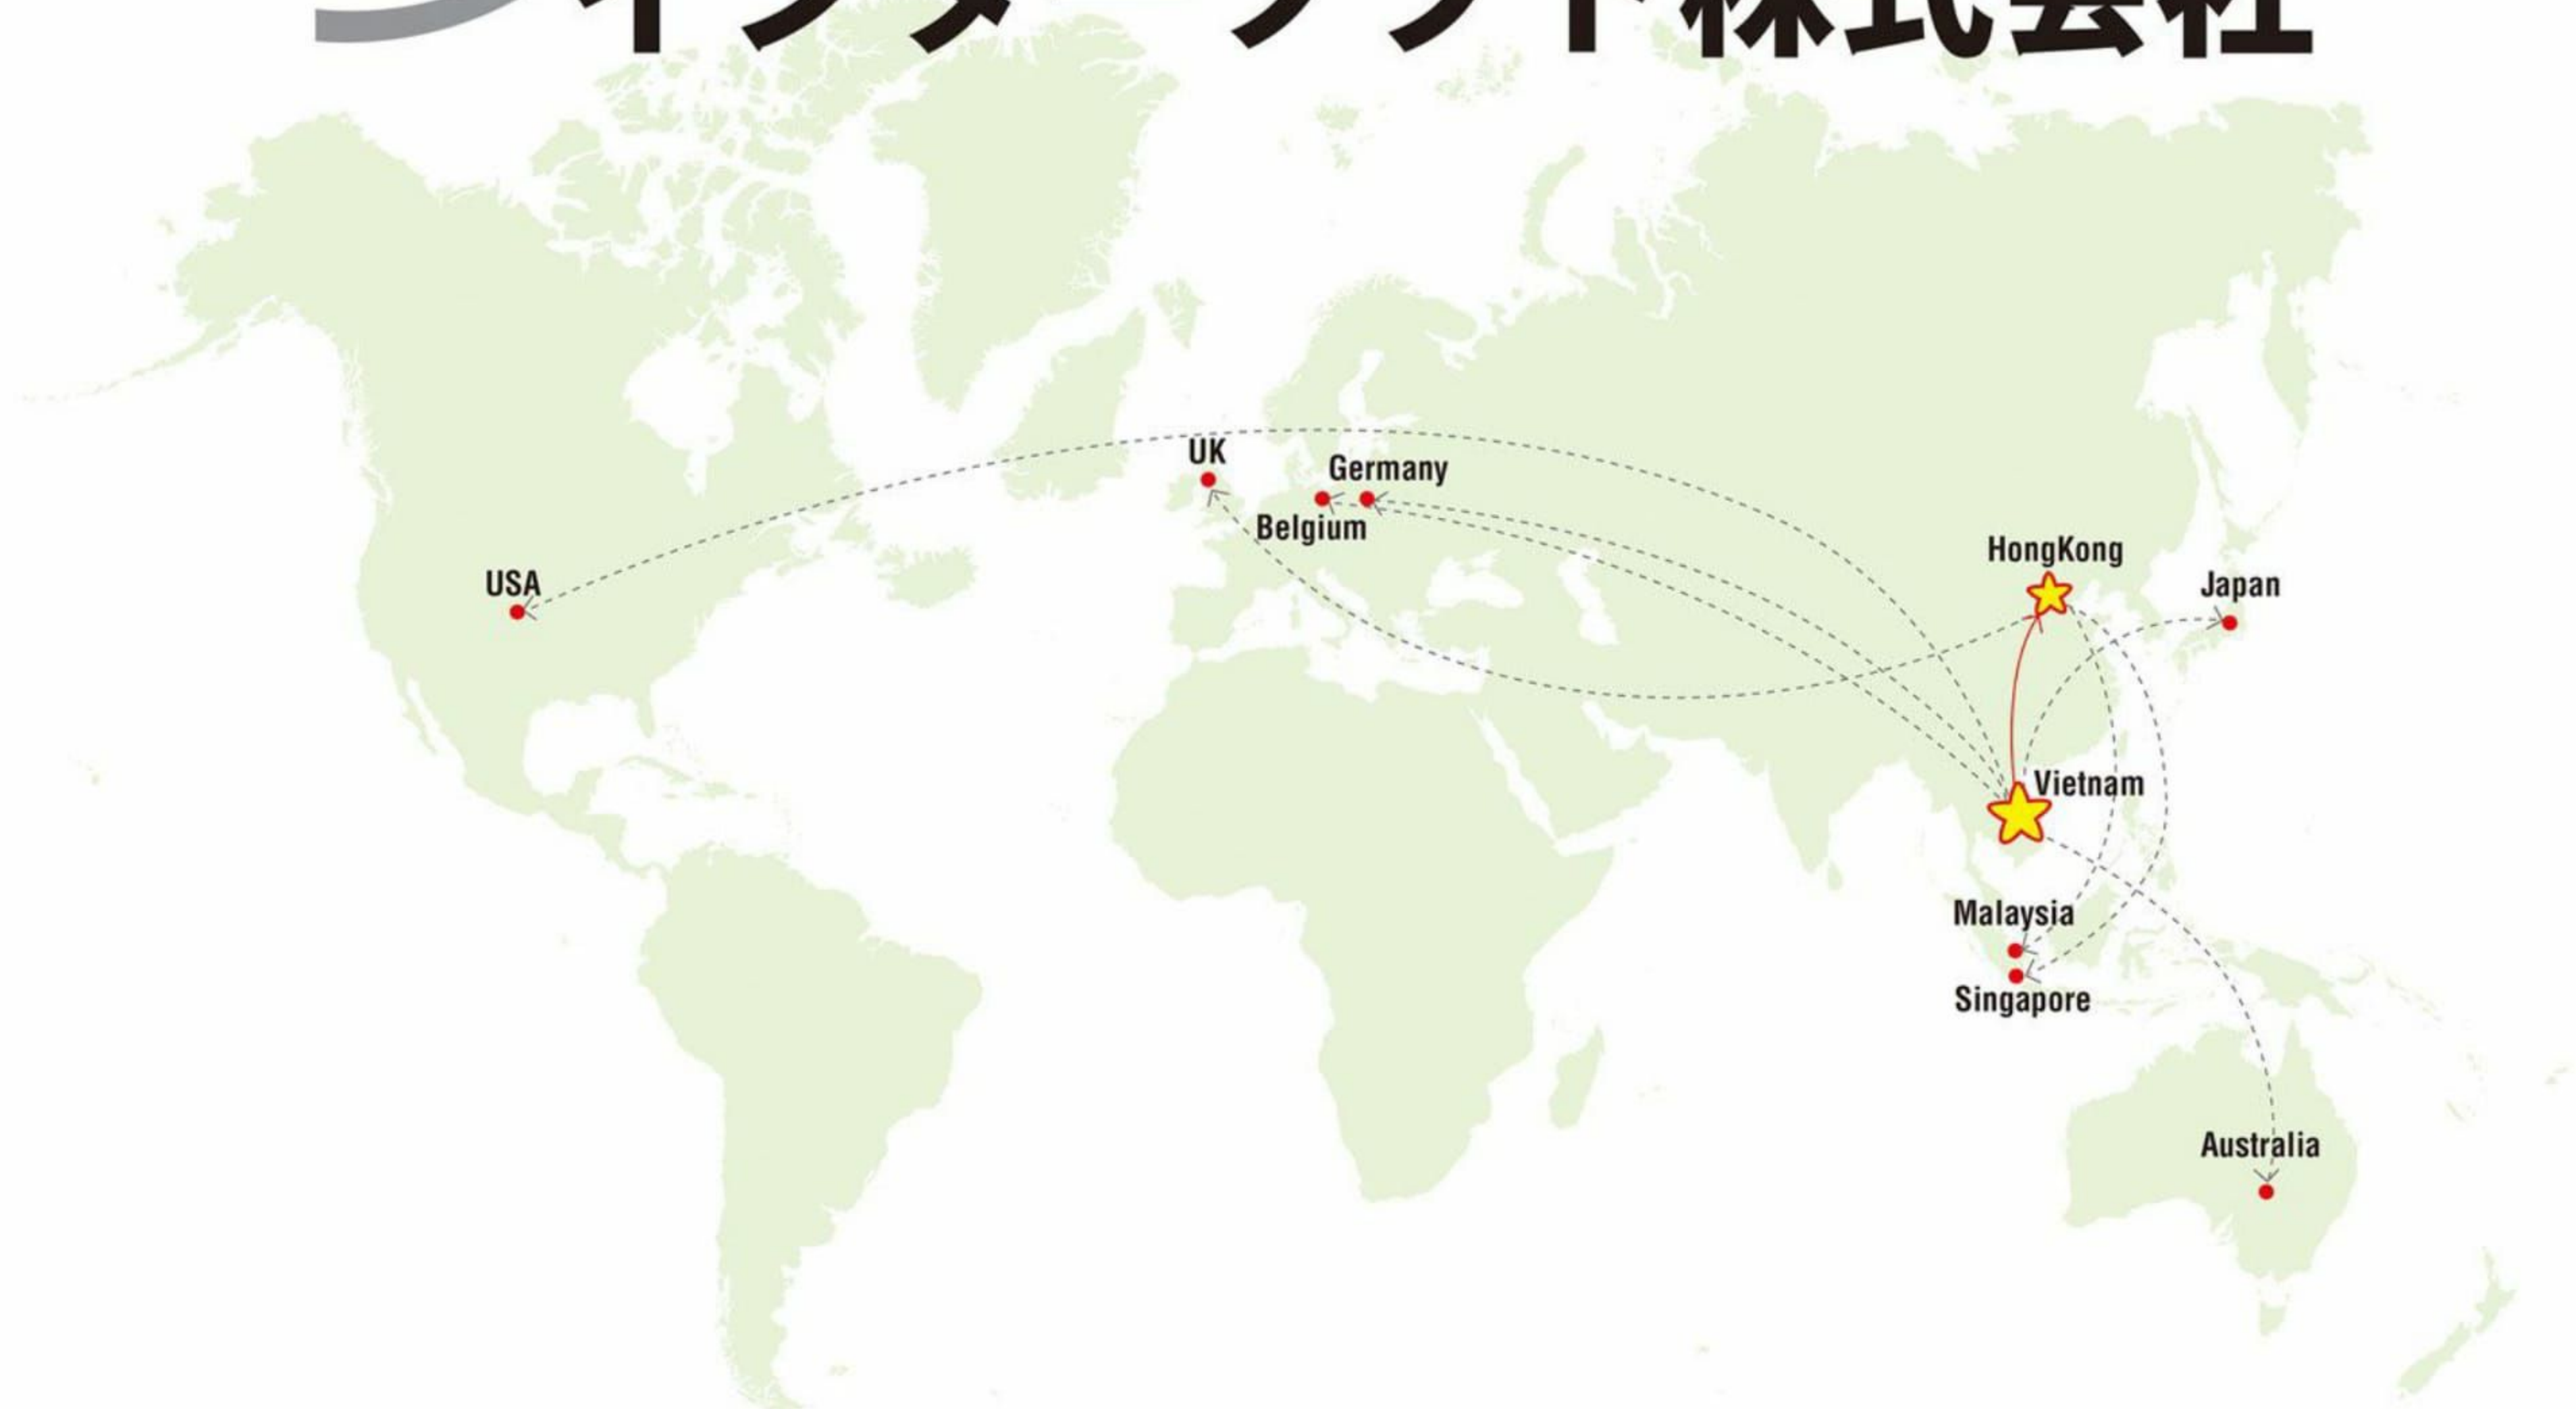 株式会社
UK
Germany
Belgium
USA
HongKong
Japan
Vietnam
Malaysia
Singapore
Australia